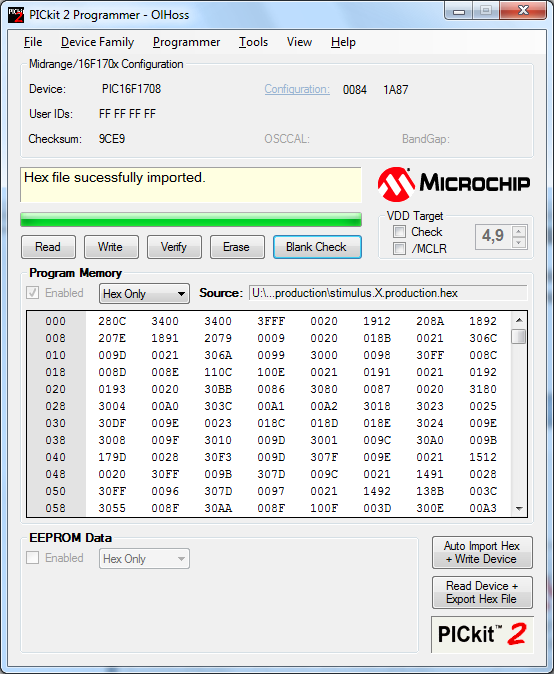 PICkit 2 Programmer - OlHoss
File Device Family Programmer Tools View Help
Midrange/16F170x Configuration
Device: PIC16F1708 Configuration: 0084 1A87
User IDs: FF FF FF FF
Checksum: 9CE9 OSCCAL: BandGap:
Hex file sucessfully imported.
MICROCHIP
VDD Target
Check
/MCLR
4,9
Read Write Verify Erase Blank Check
Program Memory
Enabled Hex Only Source: U:\...production\stimulus.X.production.hex
000 280C 3400 3400 3FFF 0020 1912 208A 1892
008 207E 1891 2079 0009 0020 018B 0021 306C
010 009D 0021 306A 0099 3000 0098 30FF 008C
018 008D 008E 110C 100E 0021 0191 0021 0192
020 0193 0020 30BB 0086 3080 0087 0020 3180
028 3004 00A0 303C 00A1 00A2 3018 3023 0025
030 30DF 009E 0023 018C 018D 018E 3024 009E
038 3008 009F 3010 009D 3001 009C 30A0 009B
040 179D 0028 30F3 009D 307F 009E 0021 1512
048 0020 30FF 009B 307D 009C 0021 1491 0028
050 30FF 0096 307D 0097 0021 1492 138B 003C
058 3055 008F 30AA 008F 100F 003D 300E 00A3
EEPROM Data
Enabled Hex Only
Auto Import Hex
+ Write Device
Read Device +
Export Hex File
PICkit™ 2